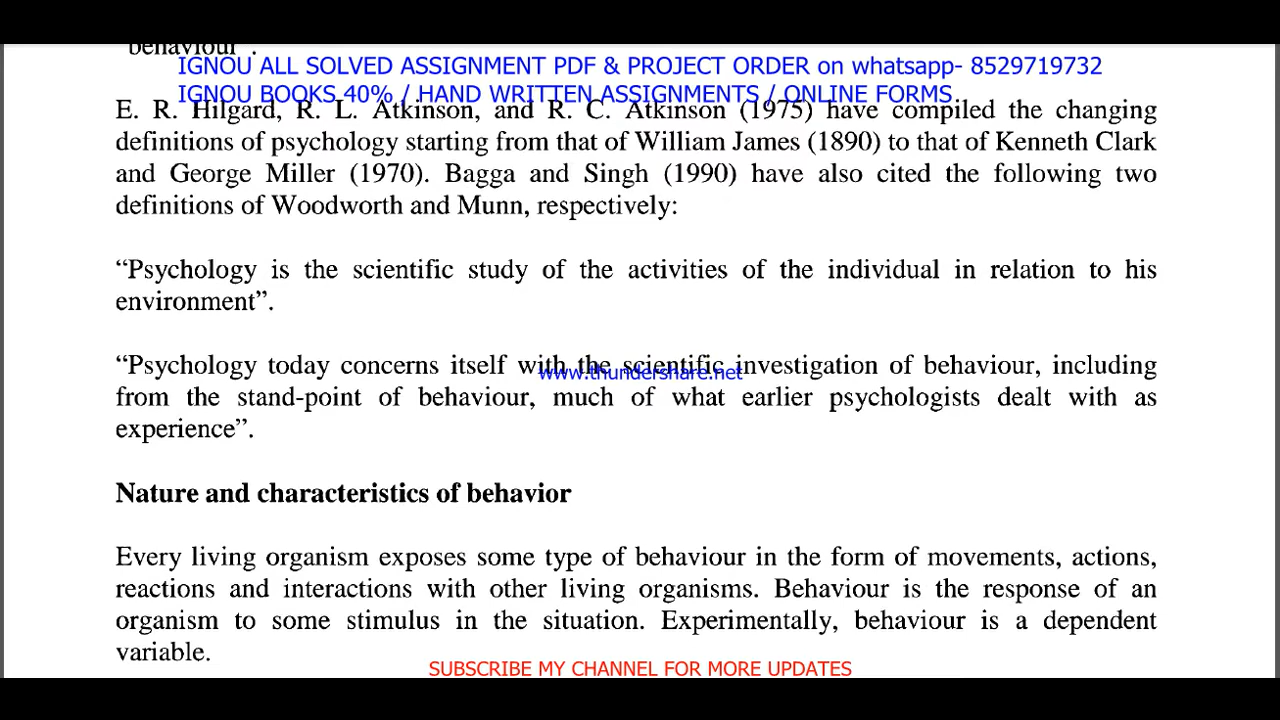 behaviour".
IGNOU ALL SOLVED ASSIGNMENT PDF & PROJECT ORDER on whatsapp- 8529719732
IGNOU BOOKS 40% / HAND WRITTEN ASSIGNMENTS / ONLINE FORMS
E. R. Hilgard, R. L. Atkinson, and R. C. Atkinson (1975) have compiled the changing
definitions of psychology starting from that of William James (1890) to that of Kenneth Clark
and George Miller (1970). Bagga and Singh (1990) have also cited the following two
definitions of Woodworth and Munn, respectively:
“Psychology is the scientific study of the activities of the individual in relation to his
environment”.
“Psychology today concerns itself with the scientific investigation of behaviour, including
www.thundershare.net
from the stand-point of behaviour, much of what earlier psychologists dealt with as
experience”.
Nature and characteristics of behavior
Every living organism exposes some type of behaviour in the form of movements, actions,
reactions and interactions with other living organisms. Behaviour is the response of an
organism to some stimulus in the situation. Experimentally, behaviour is a dependent
variable.
SUBSCRIBE MY CHANNEL FOR MORE UPDATES